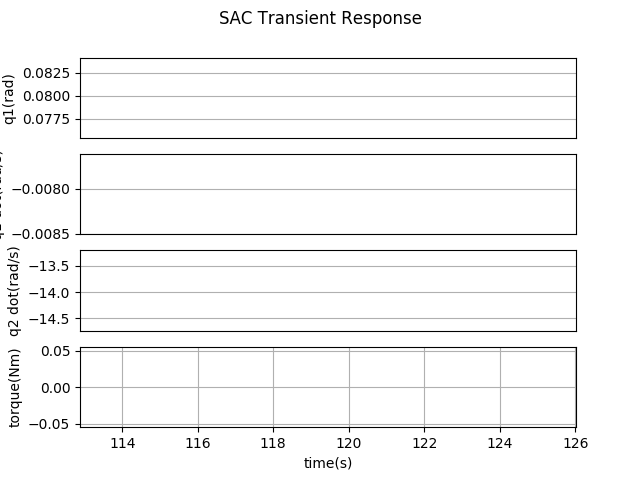 SAC Transient Response
0.0825
0.0800
0.0775
q1(rad)
−0.0080
−0.0085
−13.5
−14.0
−14.5
q2 dot(rad/s)
0.05
0.00
−0.05
torque(Nm)
114 116 118 120 122 124 126
time(s)